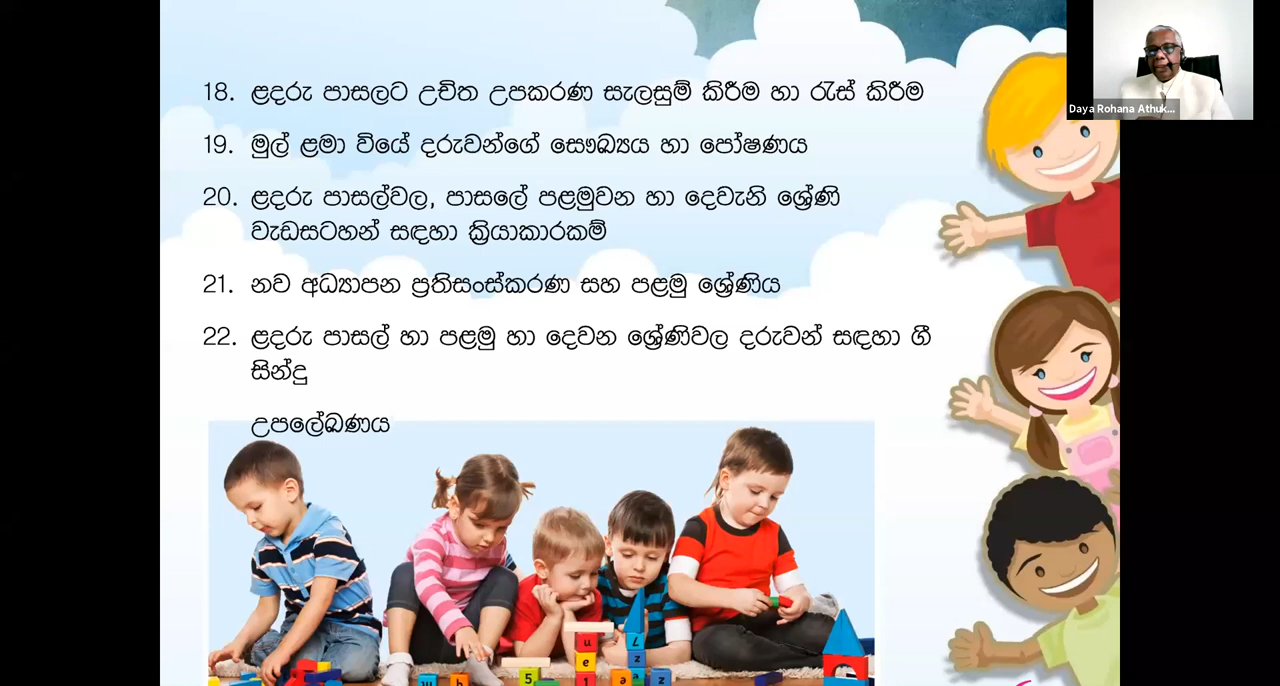 18. ළදරු පාසලට උචිත උපකරණ සැලසුම් කිරීම හා රැස් කිරීම
19. මුල් ළමා වියේ දරුවන්ගේ සෞඛ්‍යය හා පෝෂණය
20. ළදරු පාසල්වල, පාසලේ පළමුවන හා දෙවැනි ශ්‍රේණි
වැඩසටහන් සඳහා ක්‍රියාකාරකම්
21. නව අධ්‍යාපන ප්‍රතිසංස්කරණ සහ පළමු ශ්‍රේණිය
22. ළදරු පාසල් හා පළමු හා දෙවන ශ්‍රේණිවල දරුවන් සඳහා ගී
සින්දු
උපලේඛණය
Daya Rohana Athuk...